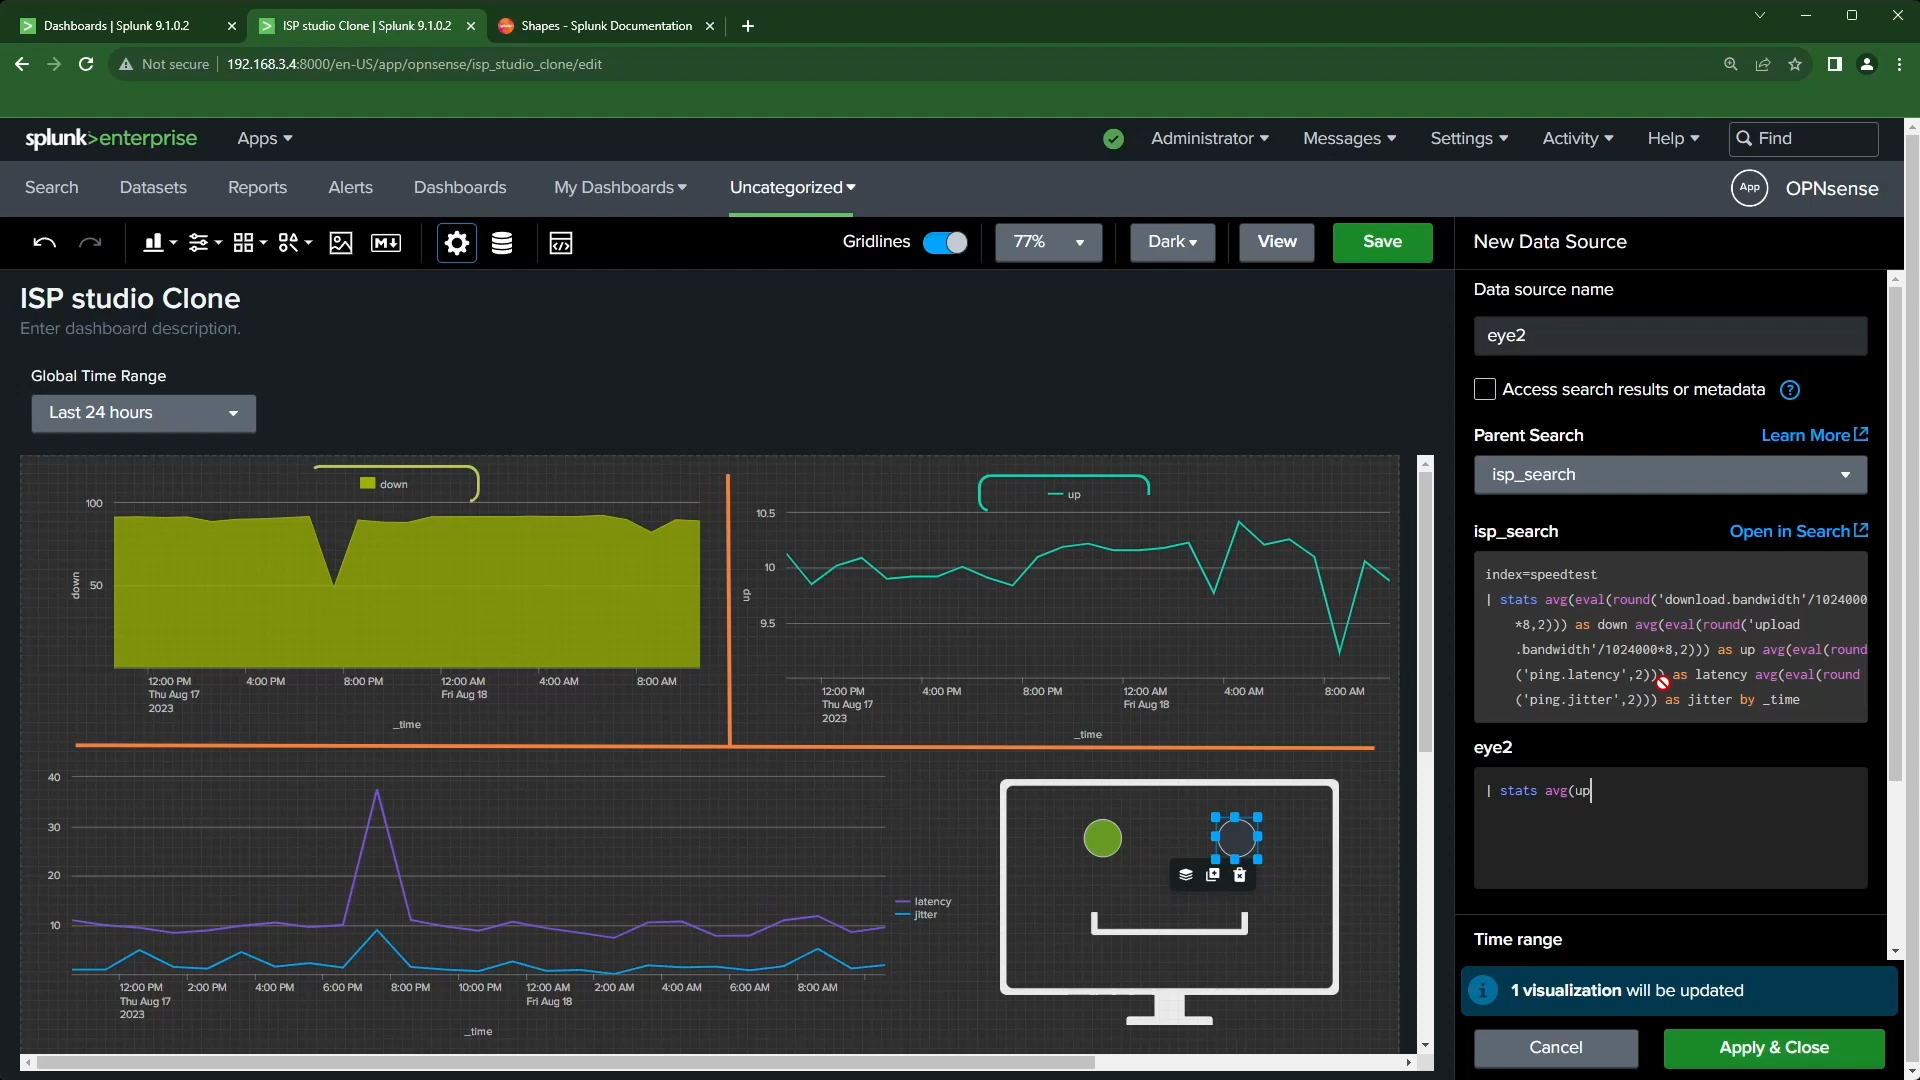 Dashboards | Splunk 9.1.0.2
ISP studio Clone | Splunk 9.1.0.2
Shapes - Splunk Documentation
Not secure
192.168.3.4:8000/en-US/app/opnsense/isp_studio_clone/edit
splunk>enterprise
Apps
Administrator
Messages
Settings
Activity
Help
Find
Search
Datasets
Reports
Alerts
Dashboards
My Dashboards
Uncategorized
App
OPNsense
Gridlines
77%
Dark
View
Save
ISP studio Clone
Enter dashboard description.
Global Time Range
Last 24 hours
down
100
50
down
12:00 PM
Thu Aug 17
2023
4:00 PM
8:00 PM
12:00 AM
Fri Aug 18
4:00 AM
8:00 AM
_time
up
10.5
10
9.5
up
12:00 PM
Thu Aug 17
2023
4:00 PM
8:00 PM
12:00 AM
Fri Aug 18
4:00 AM
8:00 AM
_time
40
30
20
10
12:00 PM
Thu Aug 17
2023
2:00 PM
4:00 PM
6:00 PM
8:00 PM
10:00 PM
12:00 AM
Fri Aug 18
2:00 AM
4:00 AM
6:00 AM
8:00 AM
_time
latency
jitter
New Data Source
Data source name
eye2
Access search results or metadata
Parent Search
Learn More
isp_search
isp_search
Open in Search
index=speedtest
| stats avg(eval(round('download.bandwidth'/1024000
*8,2))) as down avg(eval(round('upload
.bandwidth'/1024000*8,2))) as up avg(eval(round
('ping.latency',2))) as latency avg(eval(round
('ping.jitter',2))) as jitter by _time
eye2
| stats avg(up
Time range
1 visualization will be updated
Cancel
Apply & Close